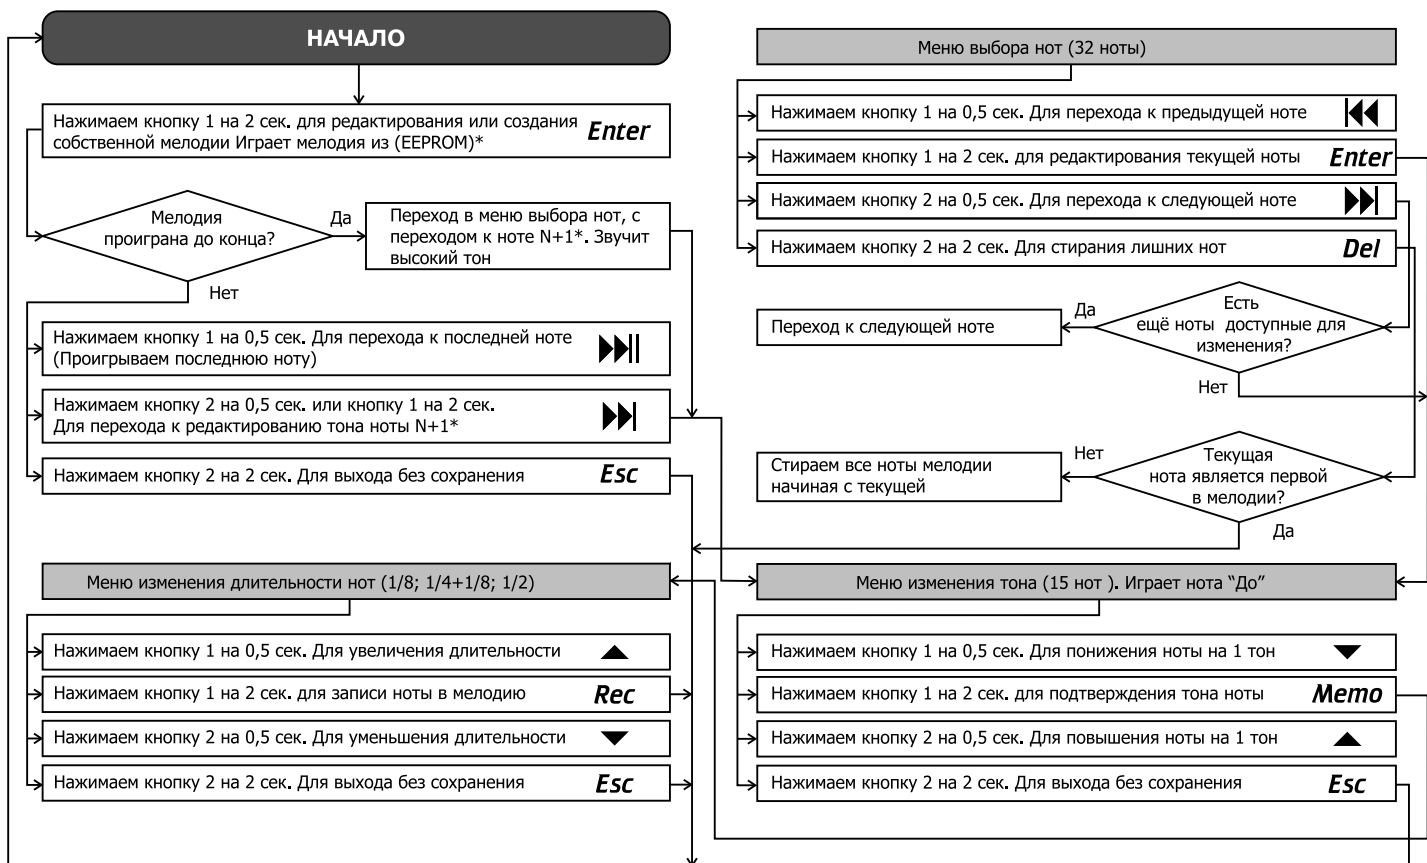 НАЧАЛО
Нажимаем кнопку 1 на 2 сек. для редактирования или создания
собственной мелодии Играет мелодия из (EEPROM)*
Enter
Мелодия
проиграна до конца?
Да
Переход в меню выбора нот, с
переходом к ноте N+1*. Звучит
высокий тон
Нет
Нажимаем кнопку 1 на 0,5 сек. Для перехода к последней ноте
(Проигрываем последнюю ноту)
Нажимаем кнопку 2 на 0,5 сек. или кнопку 1 на 2 сек.
Для перехода к редактированию тона ноты N+1*
Нажимаем кнопку 2 на 2 сек. Для выхода без сохранения
Esc
Меню выбора нот (32 ноты)
Нажимаем кнопку 1 на 0,5 сек. Для перехода к предыдущей ноте
Нажимаем кнопку 1 на 2 сек. для редактирования текущей ноты
Enter
Нажимаем кнопку 2 на 0,5 сек. Для перехода к следующей ноте
Нажимаем кнопку 2 на 2 сек. Для стирания лишних нот
Del
Есть
ещё ноты доступные для
изменения?
Да
Переход к следующей ноте
Нет
Текущая
нота является первой
в мелодии?
Нет
Стираем все ноты мелодии
начиная с текущей
Да
Меню изменения длительности нот (1/8; 1/4+1/8; 1/2)
Нажимаем кнопку 1 на 0,5 сек. Для увеличения длительности
Нажимаем кнопку 1 на 2 сек. для записи ноты в мелодию
Rec
Нажимаем кнопку 2 на 0,5 сек. Для уменьшения длительности
Нажимаем кнопку 2 на 2 сек. Для выхода без сохранения
Esc
Меню изменения тона (15 нот ). Играет нота “До”
Нажимаем кнопку 1 на 0,5 сек. Для понижения ноты на 1 тон
Нажимаем кнопку 1 на 2 сек. для подтверждения тона ноты
Memo
Нажимаем кнопку 2 на 0,5 сек. Для повышения ноты на 1 тон
Нажимаем кнопку 2 на 2 сек. Для выхода без сохранения
Esc